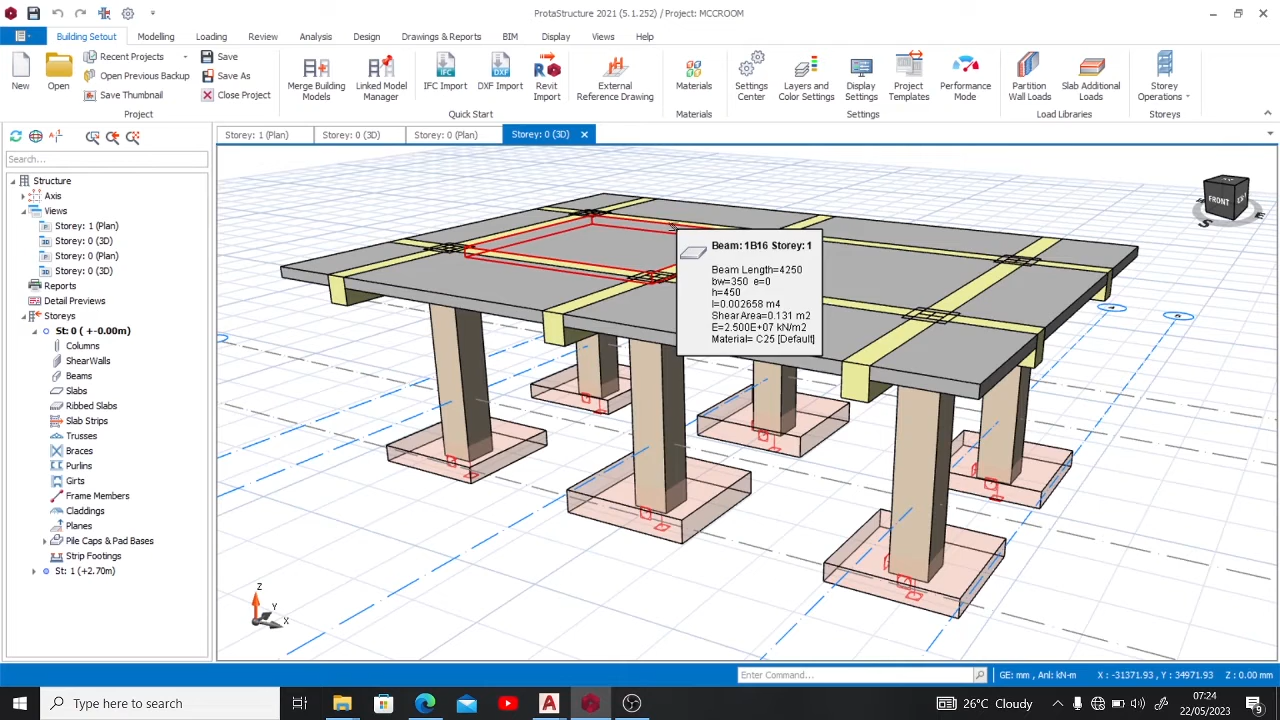 ProtaStructure 2021 (5.1.252) / Project: MCCROOM
Building Setout Modelling Loading Review Analysis Design Drawings & Reports BIM Display Views Help
New
Open
Recent Projects
Open Previous Backup
Save Thumbnail
Save
Save As
Close Project
Project
Merge Building Models
Linked Model Manager
IFC Import
DXF Import
Revit Import
External Reference Drawing
Quick Start
Materials
Materials
Settings Center
Layers and Color Settings
Display Settings
Project Templates
Performance Mode
Settings
Partition Wall Loads
Slab Additional Loads
Load Libraries
Storey Operations
Storeys
Storey: 1 (Plan) Storey: 0 (3D) Storey: 0 (Plan) Storey: 0 (3D)
Search...
Structure
Axis
Views
Storey: 1 (Plan)
Storey: 0 (3D)
Storey: 0 (Plan)
Storey: 0 (3D)
Reports
Detail Previews
Storeys
St: 0 ( +-0.00m)
Columns
ShearWalls
Beams
Slabs
Ribbed Slabs
Slab Strips
Trusses
Braces
Purlins
Girts
Frame Members
Claddings
Planes
Pile Caps & Pad Bases
Strip Footings
St: 1 (+2.70m)
Beam: 1B16 Storey: 1
Beam Length=4250
bw=350 e=0
h=450
I=0.002658 m4
ShearArea=0.131 m2
E=2.500E+07 kN/m2
Material= C25 [Default]
FRONT
S
E
Z
Y
X
Enter Command...
GE: mm , Anl: kN-m
X : -31371.93 , Y : 34971.93
Z : 0.00 mm
Type here to search
26°C Cloudy
07:24
22/05/2023